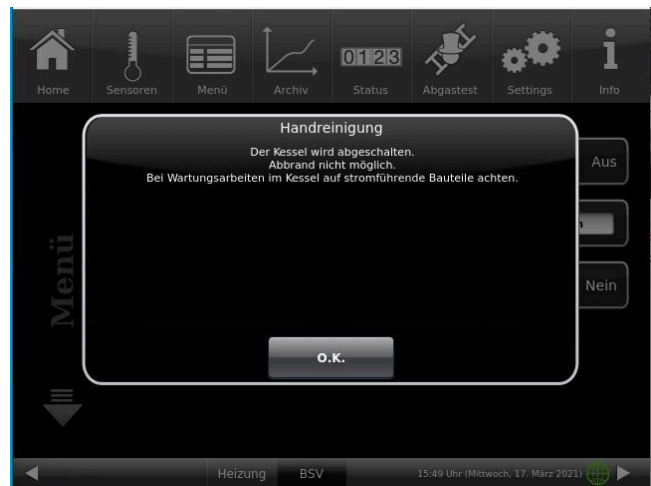 Home
Sensoren
Menü
Archiv
0123
Status
Abgastest
Settings
i
Info
Handreinigung
Der Kessel wird abgeschalten.
Abbrand nicht möglich.
Bei Wartungsarbeiten im Kessel auf stromführende Bauteile achten.
Aus
Nein
Menü
O.K.
Heizung
BSV
15:49 Uhr (Mittwoch, 17. März 2021)